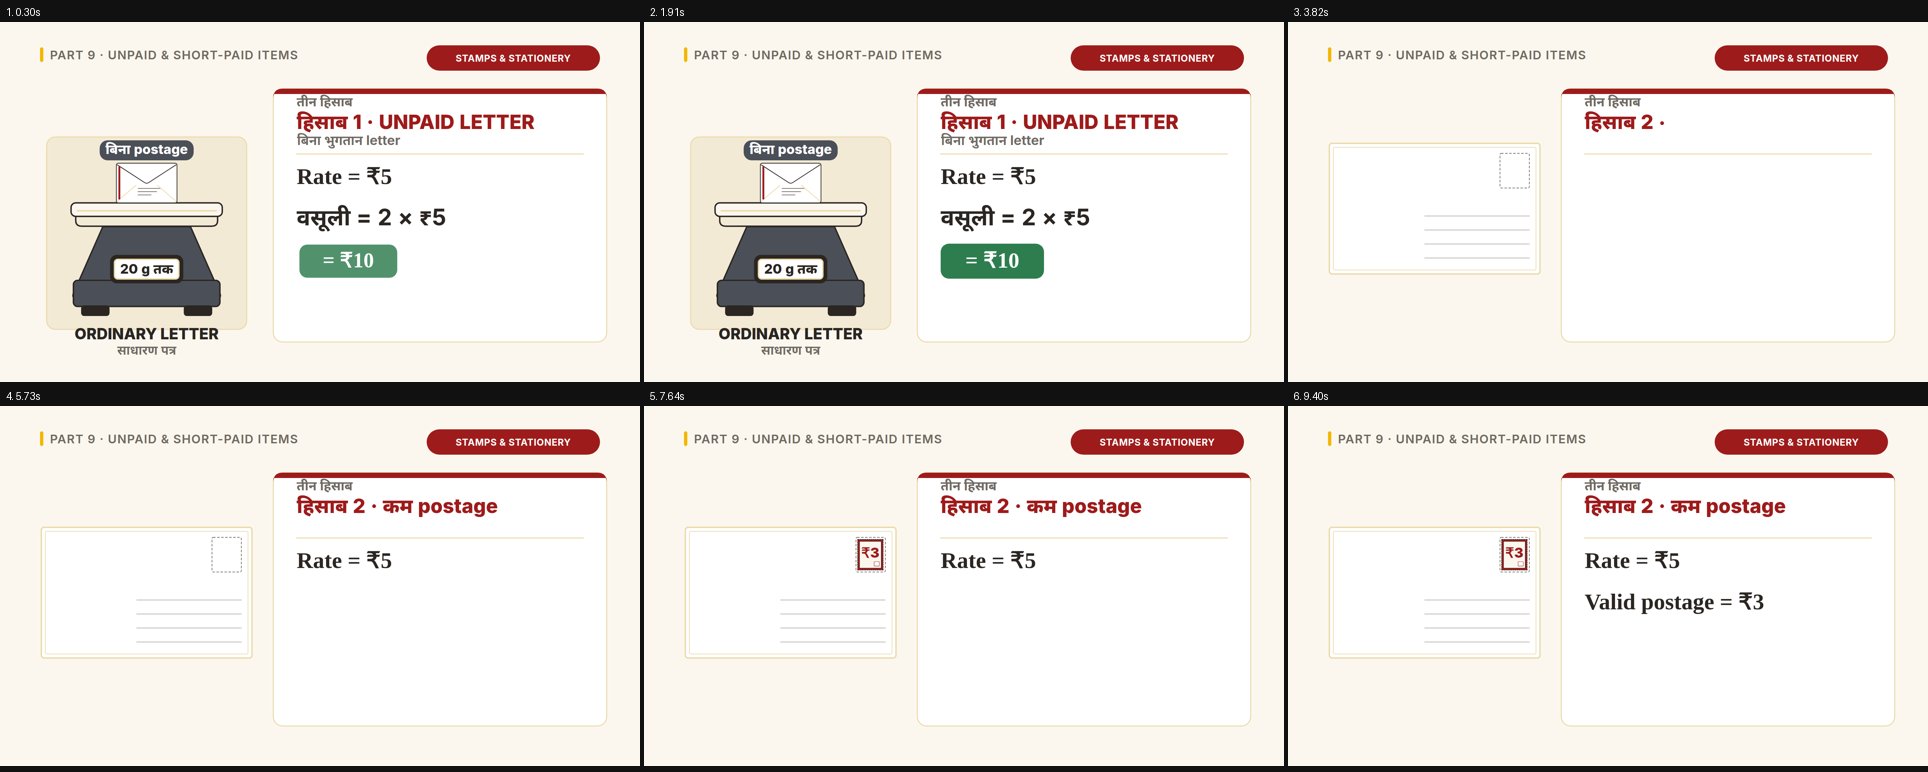 1. 0.30s
PART 9 · UNPAID & SHORT-PAID ITEMS
STAMPS & STATIONERY
बिना postage
20 g तक
ORDINARY LETTER
साधारण पत्र
तीन हिसाब
हिसाब 1 · UNPAID LETTER
बिना भुगतान letter
Rate = ₹5
वसूली = 2 × ₹5
= ₹10
2. 1.91s
PART 9 · UNPAID & SHORT-PAID ITEMS
STAMPS & STATIONERY
बिना postage
20 g तक
ORDINARY LETTER
साधारण पत्र
तीन हिसाब
हिसाब 1 · UNPAID LETTER
बिना भुगतान letter
Rate = ₹5
वसूली = 2 × ₹5
= ₹10
3. 3.82s
PART 9 · UNPAID & SHORT-PAID ITEMS
STAMPS & STATIONERY
तीन हिसाब
हिसाब 2 ·
4. 5.73s
PART 9 · UNPAID & SHORT-PAID ITEMS
STAMPS & STATIONERY
तीन हिसाब
हिसाब 2 · कम postage
Rate = ₹5
5. 7.64s
PART 9 · UNPAID & SHORT-PAID ITEMS
STAMPS & STATIONERY
₹3
तीन हिसाब
हिसाब 2 · कम postage
Rate = ₹5
6. 9.40s
PART 9 · UNPAID & SHORT-PAID ITEMS
STAMPS & STATIONERY
₹3
तीन हिसाब
हिसाब 2 · कम postage
Rate = ₹5
Valid postage = ₹3